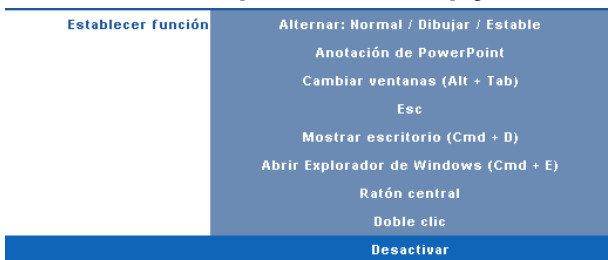 Establecer función
Alternar: Normal / Dibujar / Estable
Anotación de PowerPoint
Cambiar ventanas (Alt + Tab)
Esc
Mostrar escritorio (Cmd + D)
Abrir Explorador de Windows (Cmd + E)
Ratón central
Doble clic
Desactivar